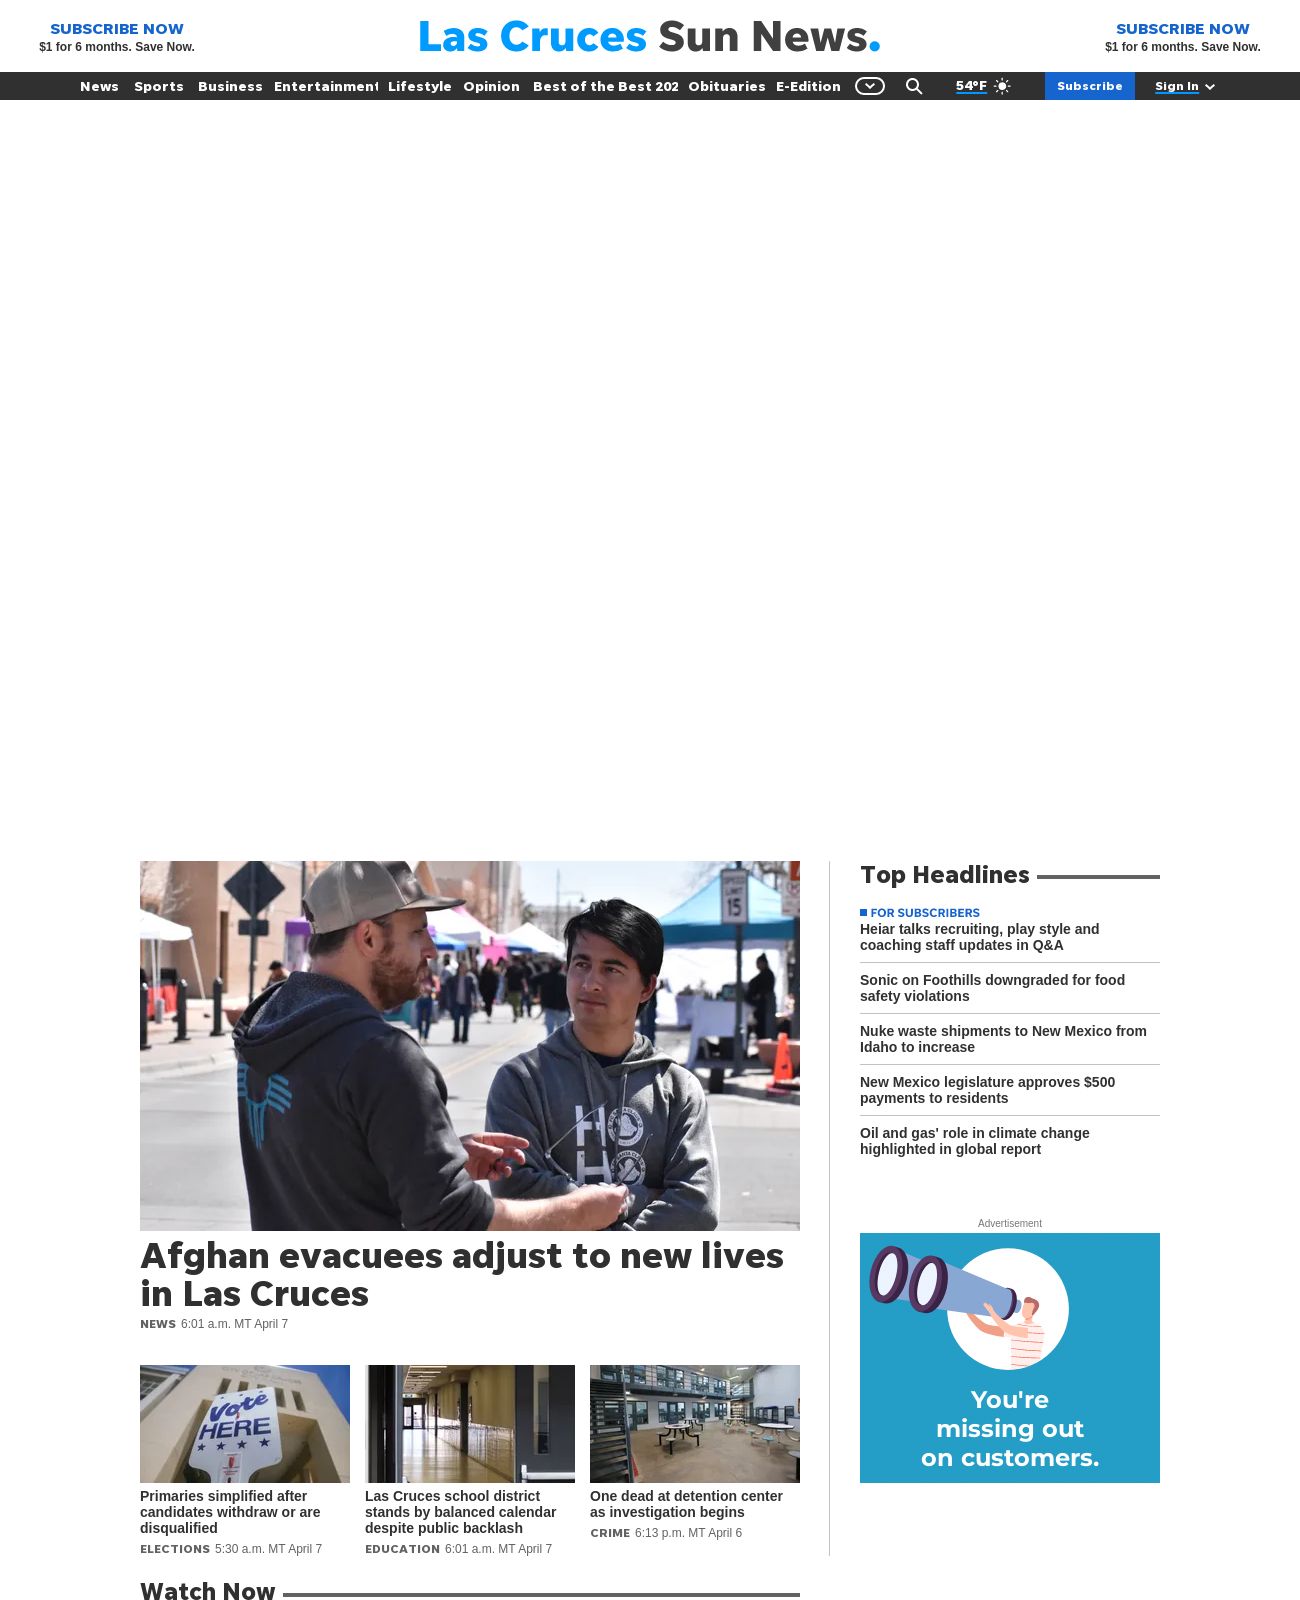 SUBSCRIBE NOW
$1 for 6 months. Save Now.
Las Cruces Sun News.
SUBSCRIBE NOW
$1 for 6 months. Save Now.
News Sports Business Entertainment Lifestyle Opinion Best of the Best 202 Obituaries E-Edition 54°F Subscribe Sign In
SPEED
LIMIT
15
H
H
Afghan evacuees adjust to new lives
in Las Cruces
NEWS 6:01 a.m. MT April 7
vote
HERE
Primaries simplified after
candidates withdraw or are
disqualified
ELECTIONS 5:30 a.m. MT April 7
Las Cruces school district
stands by balanced calendar
despite public backlash
EDUCATION 6:01 a.m. MT April 7
One dead at detention center
as investigation begins
CRIME 6:13 p.m. MT April 6
Watch Now
Top Headlines
FOR SUBSCRIBERS
Heiar talks recruiting, play style and
coaching staff updates in Q&A
Sonic on Foothills downgraded for food
safety violations
Nuke waste shipments to New Mexico from
Idaho to increase
New Mexico legislature approves $500
payments to residents
Oil and gas' role in climate change
highlighted in global report
Advertisement
You're
missing out
on customers.